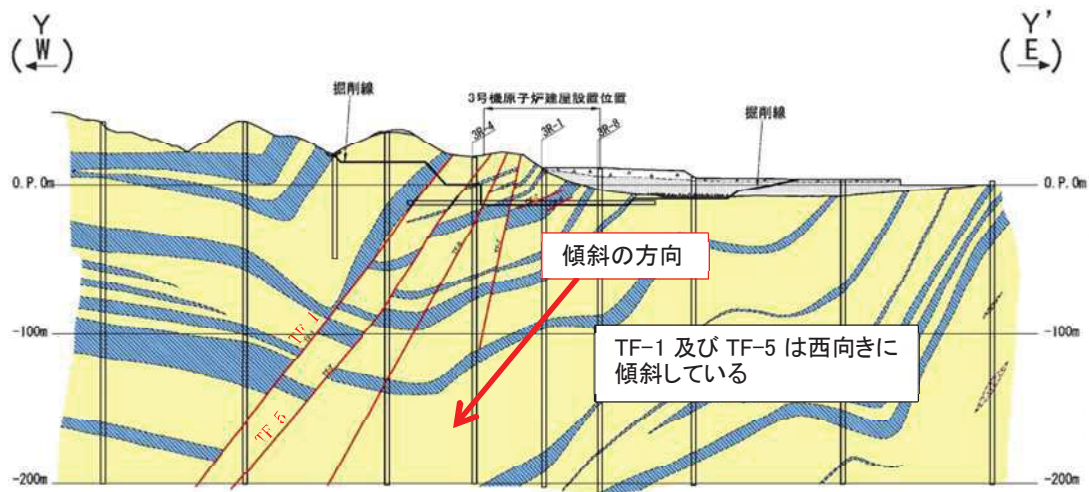 Y
(W)
Y'
(E)
掘削線
3号機原子炉建屋設置位置
3R-4
3R-1
3R-8
掘削線
O.P.0m
O.P.0m
傾斜の方向
-100m
-100m
TF-1 及び TF-5 は西向きに
傾斜している
TF-1
TF-5
-200m
-200m